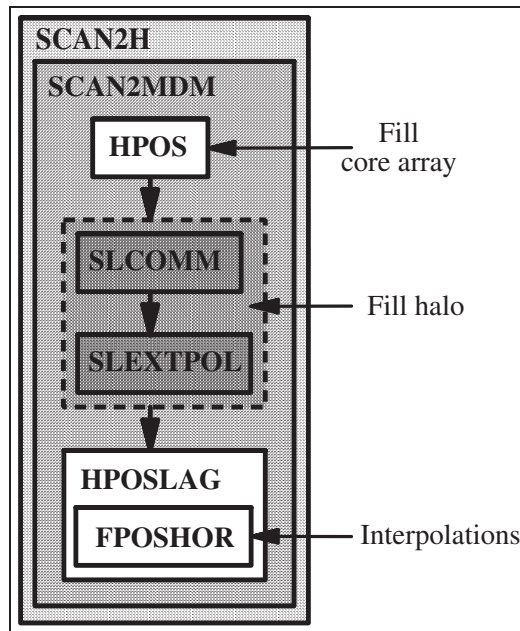 SCAN2H
SCAN2MDM
HPOS
Fill
core array
SLCOMM
Fill halo
SLEXTPOL
HPOSLAG
FPOSHOR
Interpolations